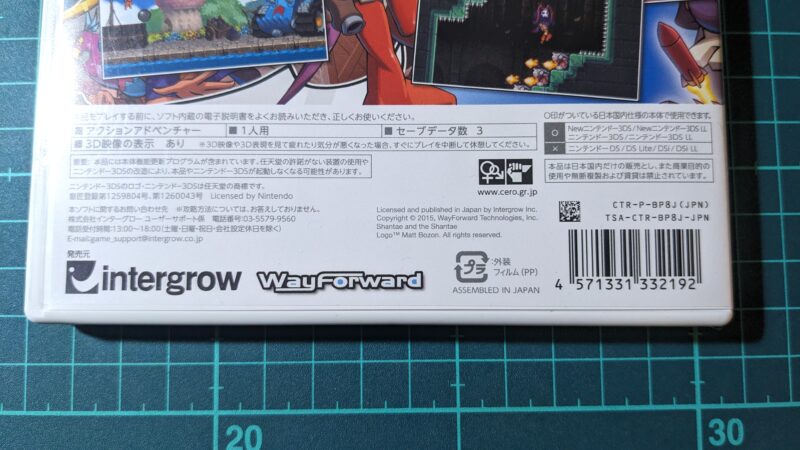 品をプレイする前に、ソフト内蔵の電子説明書をよくお読みいただき、正しくお使いください。
アクションアドベンチャー
1人用
セーブデータ数 3
3D映像の表示 あり
※3D映像や3D表現を見て疲れたり気分が悪くなった場合、すぐにプレイを中断して休憩してください。
○印がついている日本国内仕様の本体で使用できます。
○ Newニンテンドー3DS/Newニンテンドー3DS LL
ニンテンドー3DS/ニンテンドー3DS LL
× ニンテンドーDS/DS Lite/DSi/DSi LL
重要：本品には本体機能更新プログラムが含まれています。任天堂の許諾がない装置の使用や
ニンテンドー3DSの改造により、本品やニンテンドー3DSが起動しなくなる可能性があります。
www.cero.gr.jp
本品は日本国内だけの販売とし、また商業目的
の使用や無断複製および賃貸は禁止されています。
ニンテンドー3DSのロゴ・ニンテンドー3DSは任天堂の商標です。
意匠登録第1259804号、第1260043号 Licensed by Nintendo
本ソフトに関するお問い合わせ先 ※攻略方法については、お答えしておりません。
株式会社インターグロー ユーザーサポート係 電話番号：03-5579-9560
電話受付時間：13:00～18:00（土曜・日曜・祝日・会社設定休日を除く）
E-mail:game_support@intergrow.co.jp
Licensed and published in Japan by Intergrow Inc.
Copyright © 2015, WayForward Technologies, Inc.
Shantae and the Shantae
Logo™ Matt Bozon. All rights reserved.
CTR-P-BP8J(JPN)
TSA-CTR-BP8J-JPN
発売元
intergrow
WayForward
プラ
:外装
フィルム(PP)
ASSEMBLED IN JAPAN
4 571331 332192
20
30